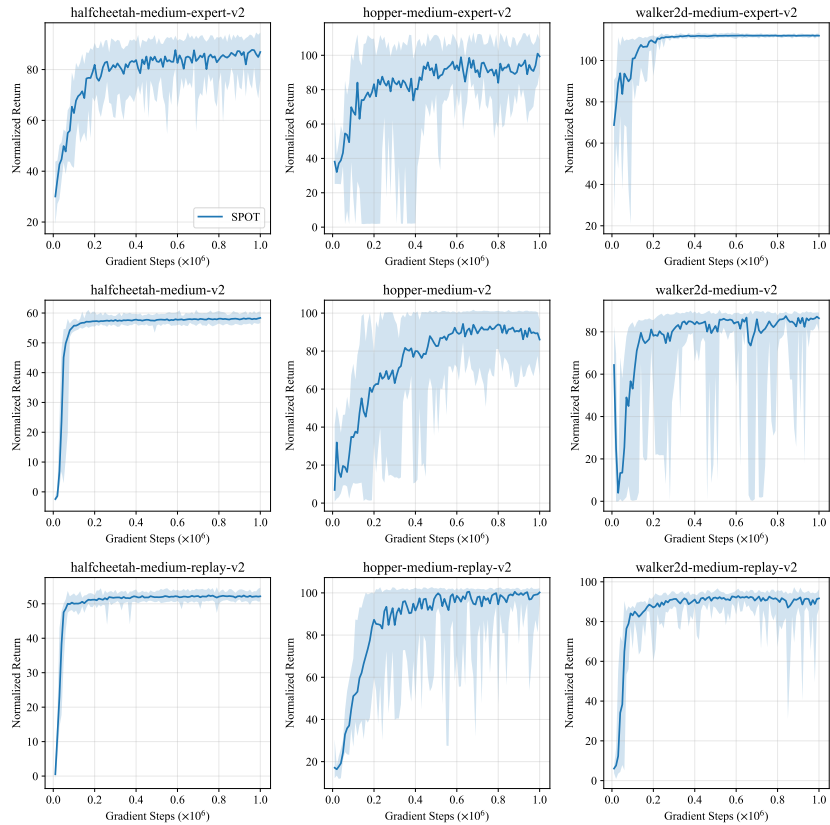 halfcheetah-medium-expert-v2
Normalized Return
80
60
40
20
0.0 0.2 0.4 0.6 0.8 1.0
Gradient Steps (×10⁶)
SPOT
hopper-medium-expert-v2
Normalized Return
100
80
60
40
20
0
0.0 0.2 0.4 0.6 0.8 1.0
Gradient Steps (×10⁶)
walker2d-medium-expert-v2
Normalized Return
100
80
60
40
20
0.0 0.2 0.4 0.6 0.8 1.0
Gradient Steps (×10⁶)
halfcheetah-medium-v2
Normalized Return
60
50
40
30
20
10
0
0.0 0.2 0.4 0.6 0.8 1.0
Gradient Steps (×10⁶)
hopper-medium-v2
Normalized Return
100
80
60
40
20
0
0.0 0.2 0.4 0.6 0.8 1.0
Gradient Steps (×10⁶)
walker2d-medium-v2
Normalized Return
80
60
40
20
0
0.0 0.2 0.4 0.6 0.8 1.0
Gradient Steps (×10⁶)
halfcheetah-medium-replay-v2
Normalized Return
50
40
30
20
10
0
0.0 0.2 0.4 0.6 0.8 1.0
Gradient Steps (×10⁶)
hopper-medium-replay-v2
Normalized Return
100
80
60
40
20
0.0 0.2 0.4 0.6 0.8 1.0
Gradient Steps (×10⁶)
walker2d-medium-replay-v2
Normalized Return
100
80
60
40
20
0
0.0 0.2 0.4 0.6 0.8 1.0
Gradient Steps (×10⁶)